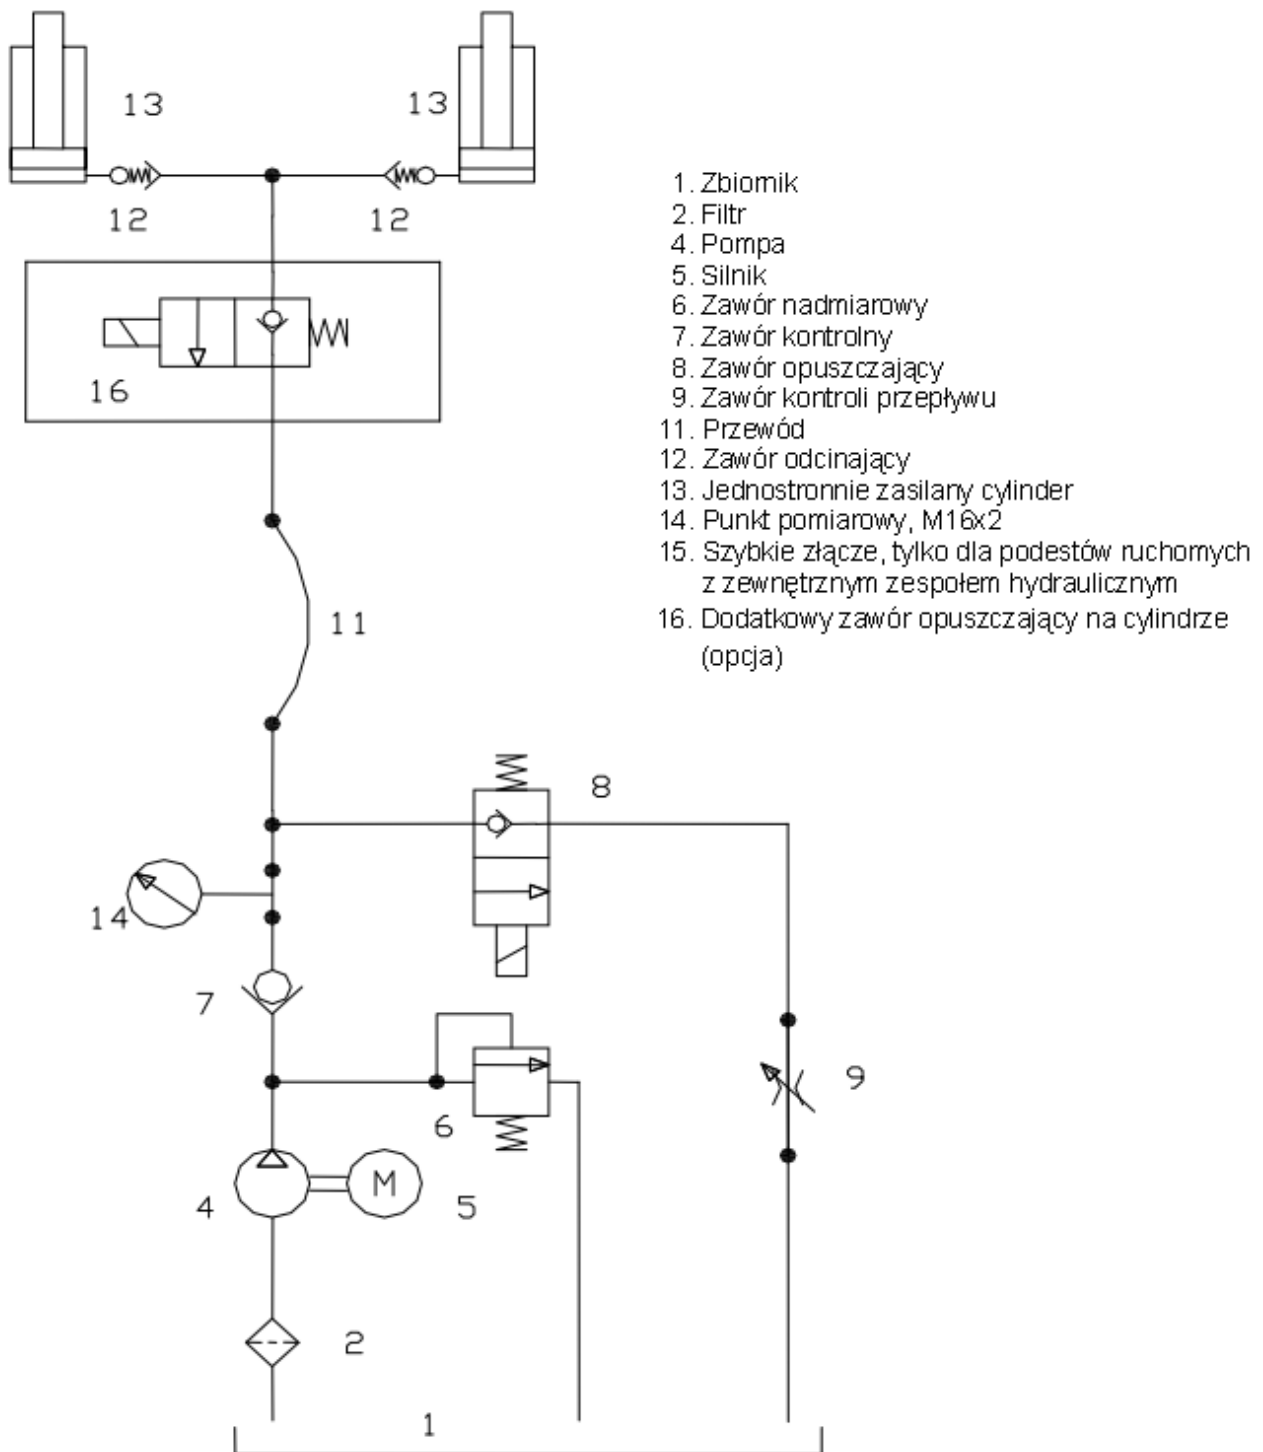 13
13
12
12
16
11
8
14
7
9
6
M
4
5
2
1
1. Zbiornik
2. Filtr
4. Pompa
5. Silnik
6. Zawór nadmiarowy
7. Zawór kontrolny
8. Zawór opuszczający
9. Zawór kontroli przepływu
11. Przewód
12. Zawór odcinający
13. Jednostronnie zasilany cylinder
14. Punkt pomiarowy, M16x2
15. Szybkie złącze, tylko dla podestów ruchomych
z zewnętrznym zespołem hydraulicznym
16. Dodatkowy zawór opuszczający na cylindrze
(opcja)